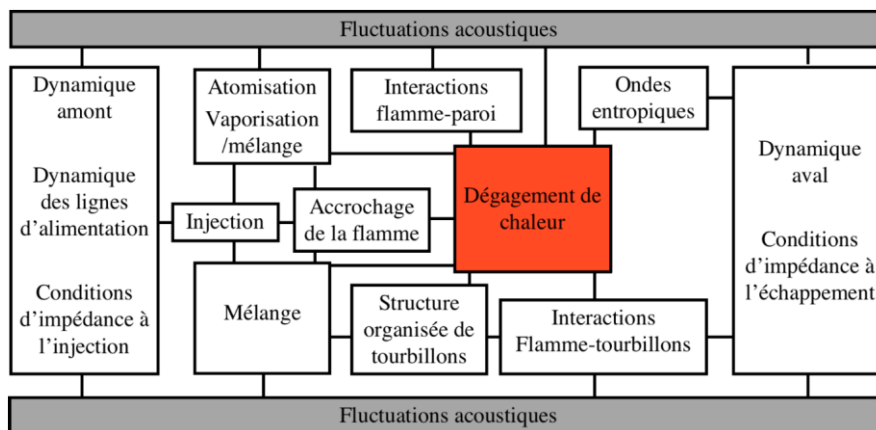 Fluctuations acoustiques
Dynamique
amont
Dynamique
des lignes
d'alimentation
Conditions
d'impédance à
l'injection
Atomisation
Vaporisation
/mélange
Interactions
flamme-paroi
Ondes
entropiques
Injection
Accrochage
de la flamme
Dégagement de
chaleur
Dynamique
aval
Conditions
d'impédance à
l'échappement
Mélange
Structure
organisée de
tourbillons
Interactions
Flamme-tourbillons
Fluctuations acoustiques